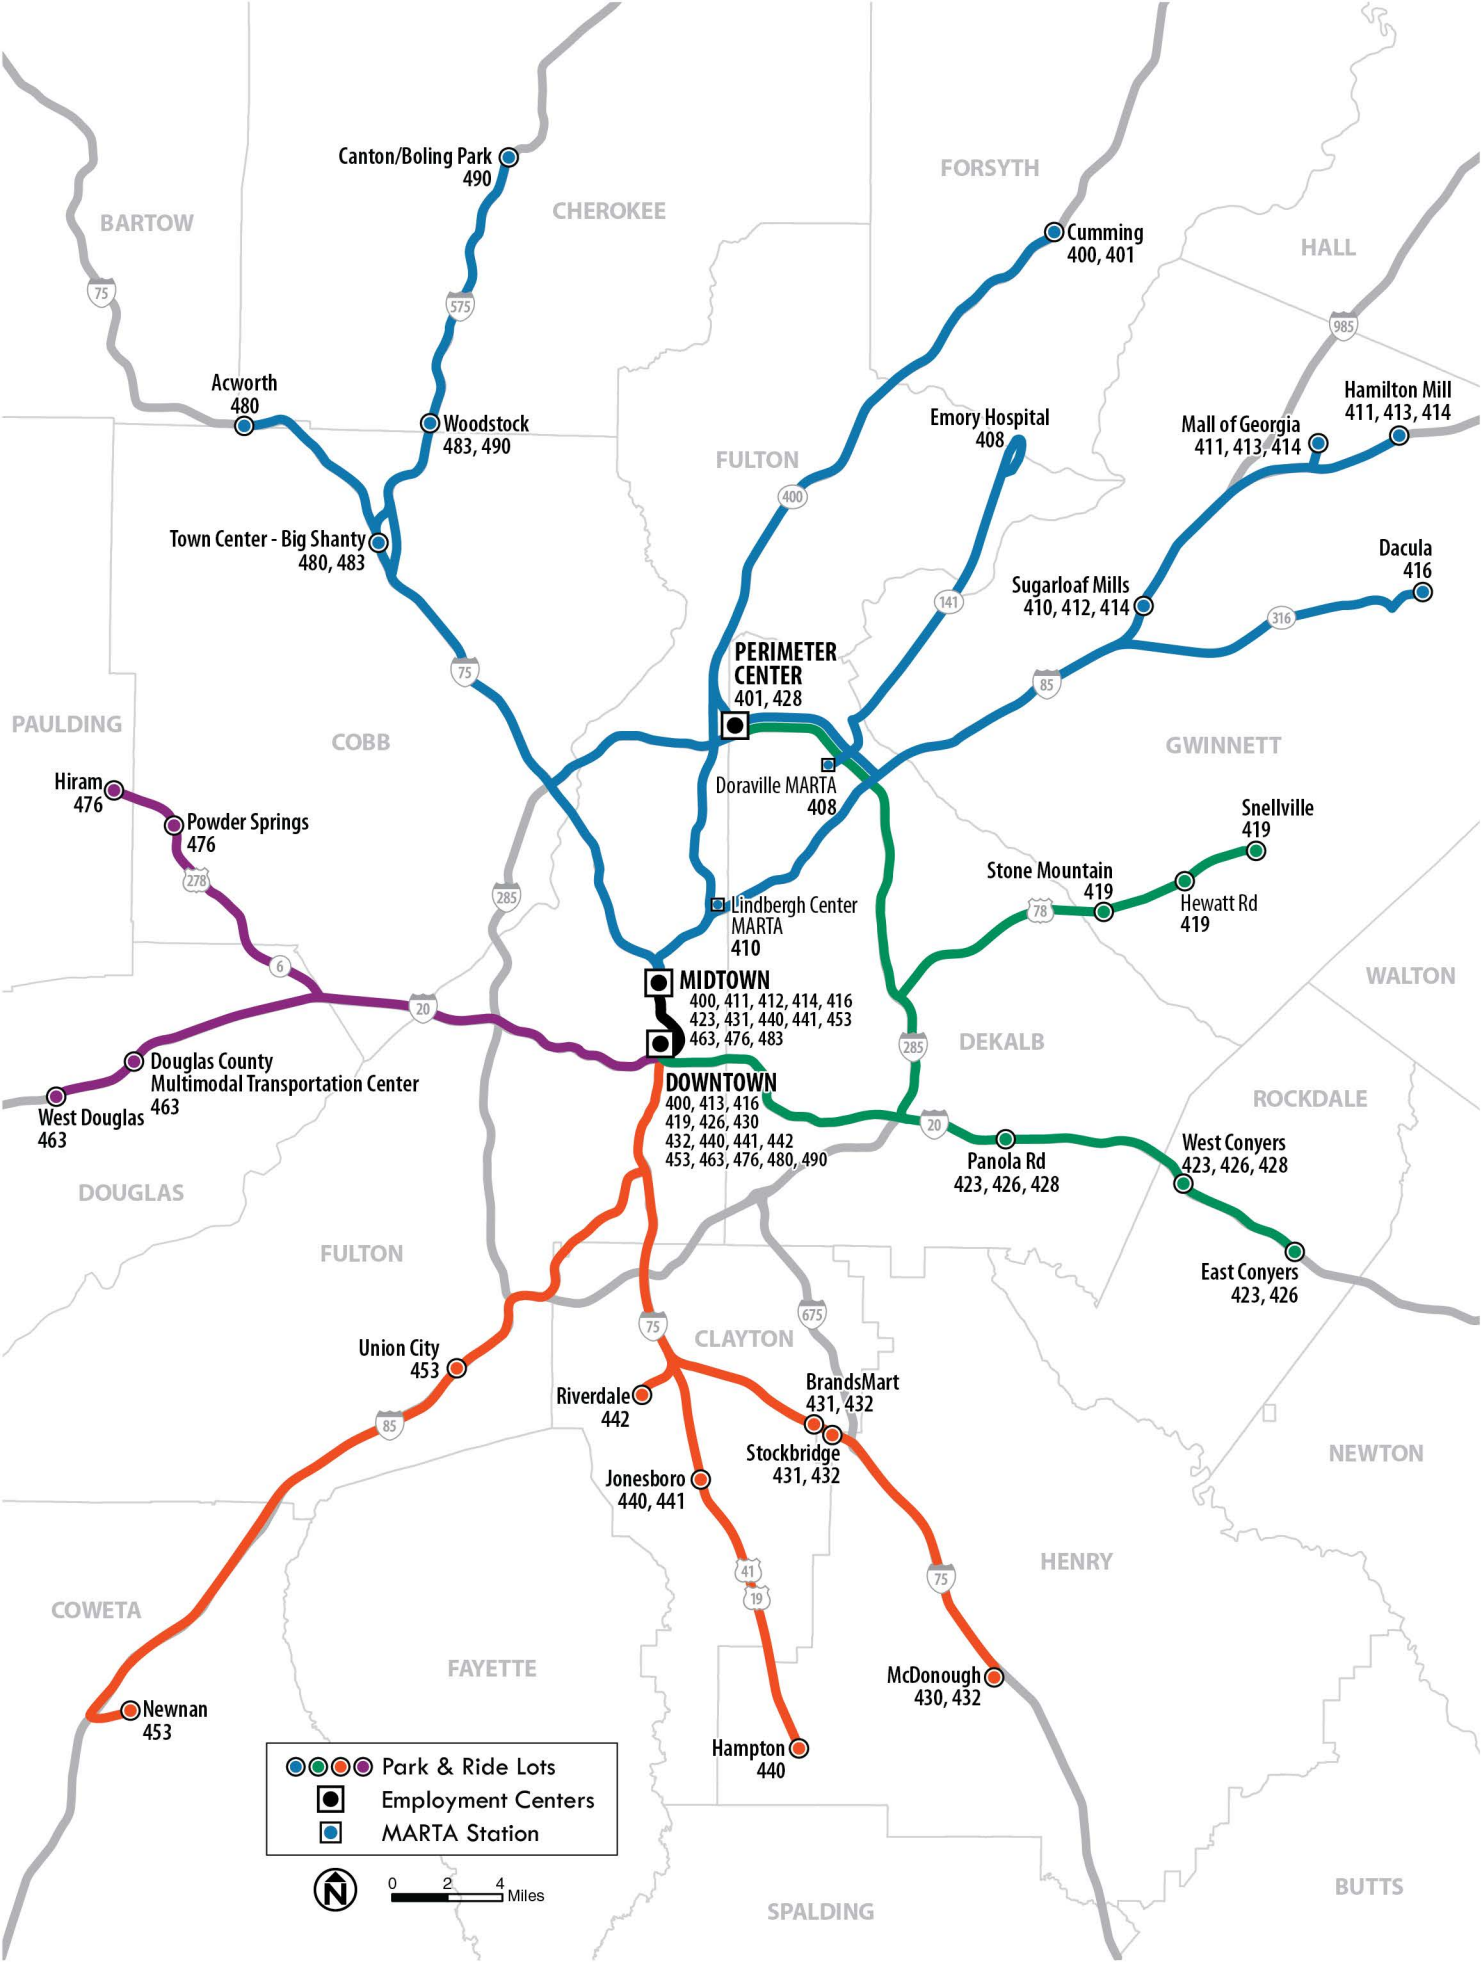 Canton/Boling Park
490
FORSYTH
CHEROKEE
BARTOW
Cumming
400, 401
HALL
75
575
985
Acworth
480
Woodstock
483, 490
Hamilton Mill
411, 413, 414
Mall of Georgia
411, 413, 414
Emory Hospital
408
FULTON
400
Town Center - Big Shanty
480, 483
Dacula
416
Sugarloaf Mills
410, 412, 414
141
316
PERIMETER
CENTER
401, 428
75
85
PAULDING
COBB
GWINNETT
Hiram
476
Doraville MARTA
408
Powder Springs
476
Snellville
419
278
285
Stone Mountain
419
Hewatt Rd
419
78
Lindbergh Center
MARTA
410
6
20
MIDTOWN
400, 411, 412, 414, 416
423, 431, 440, 441, 453
463, 476, 483
WALTON
285
DEKALB
Douglas County
Multimodal Transportation Center
463
West Douglas
463
DOWNTOWN
400, 413, 416
419, 426, 430
432, 440, 441, 442
453, 463, 476, 480, 490
ROCKDALE
20
Panola Rd
423, 426, 428
West Conyers
423, 426, 428
DOUGLAS
FULTON
East Conyers
423, 426
75
675
CLAYTON
Union City
453
Riverdale
442
BrandsMart
431, 432
85
Stockbridge
431, 432
NEWTON
Jonesboro
440, 441
41
19
75
HENRY
COWETA
FAYETTE
McDonough
430, 432
Newnan
453
Hampton
440
Park & Ride Lots
Employment Centers
MARTA Station
N
0 2 4
Miles
BUTTS
SPALDING